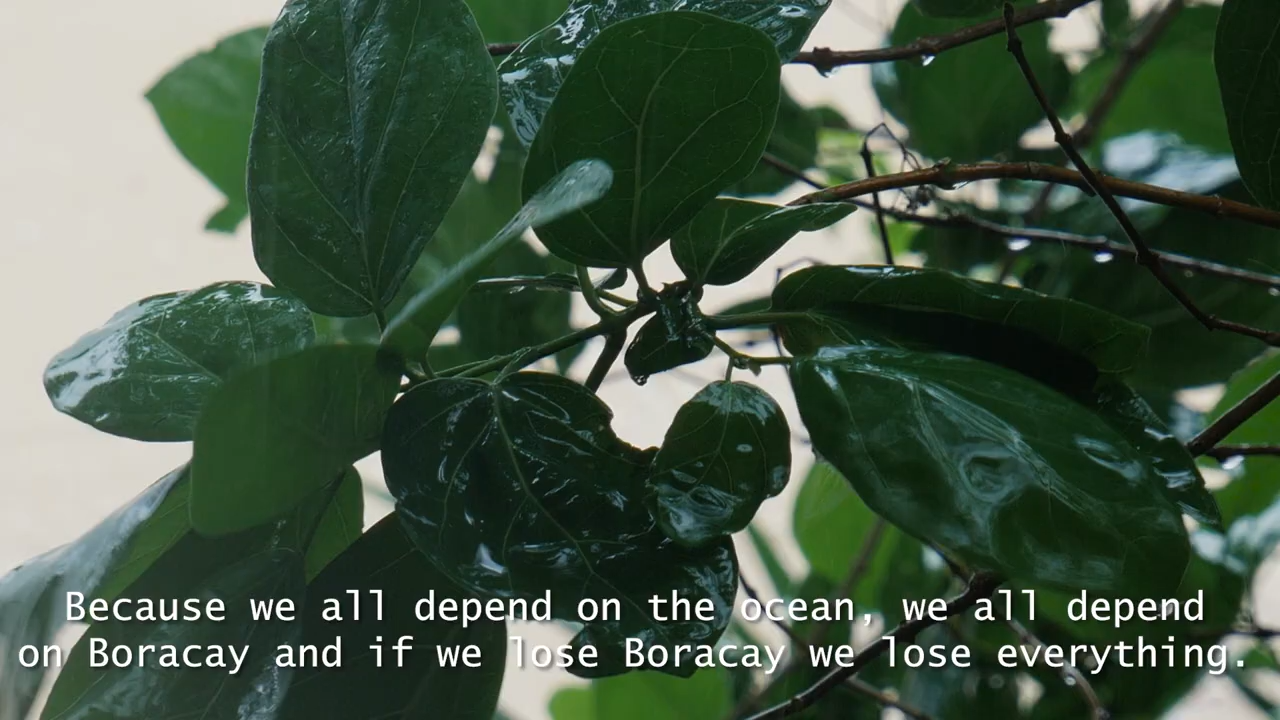 Because we all depend on the ocean, we all depend
on Boracay and if we lose Boracay we lose everything.